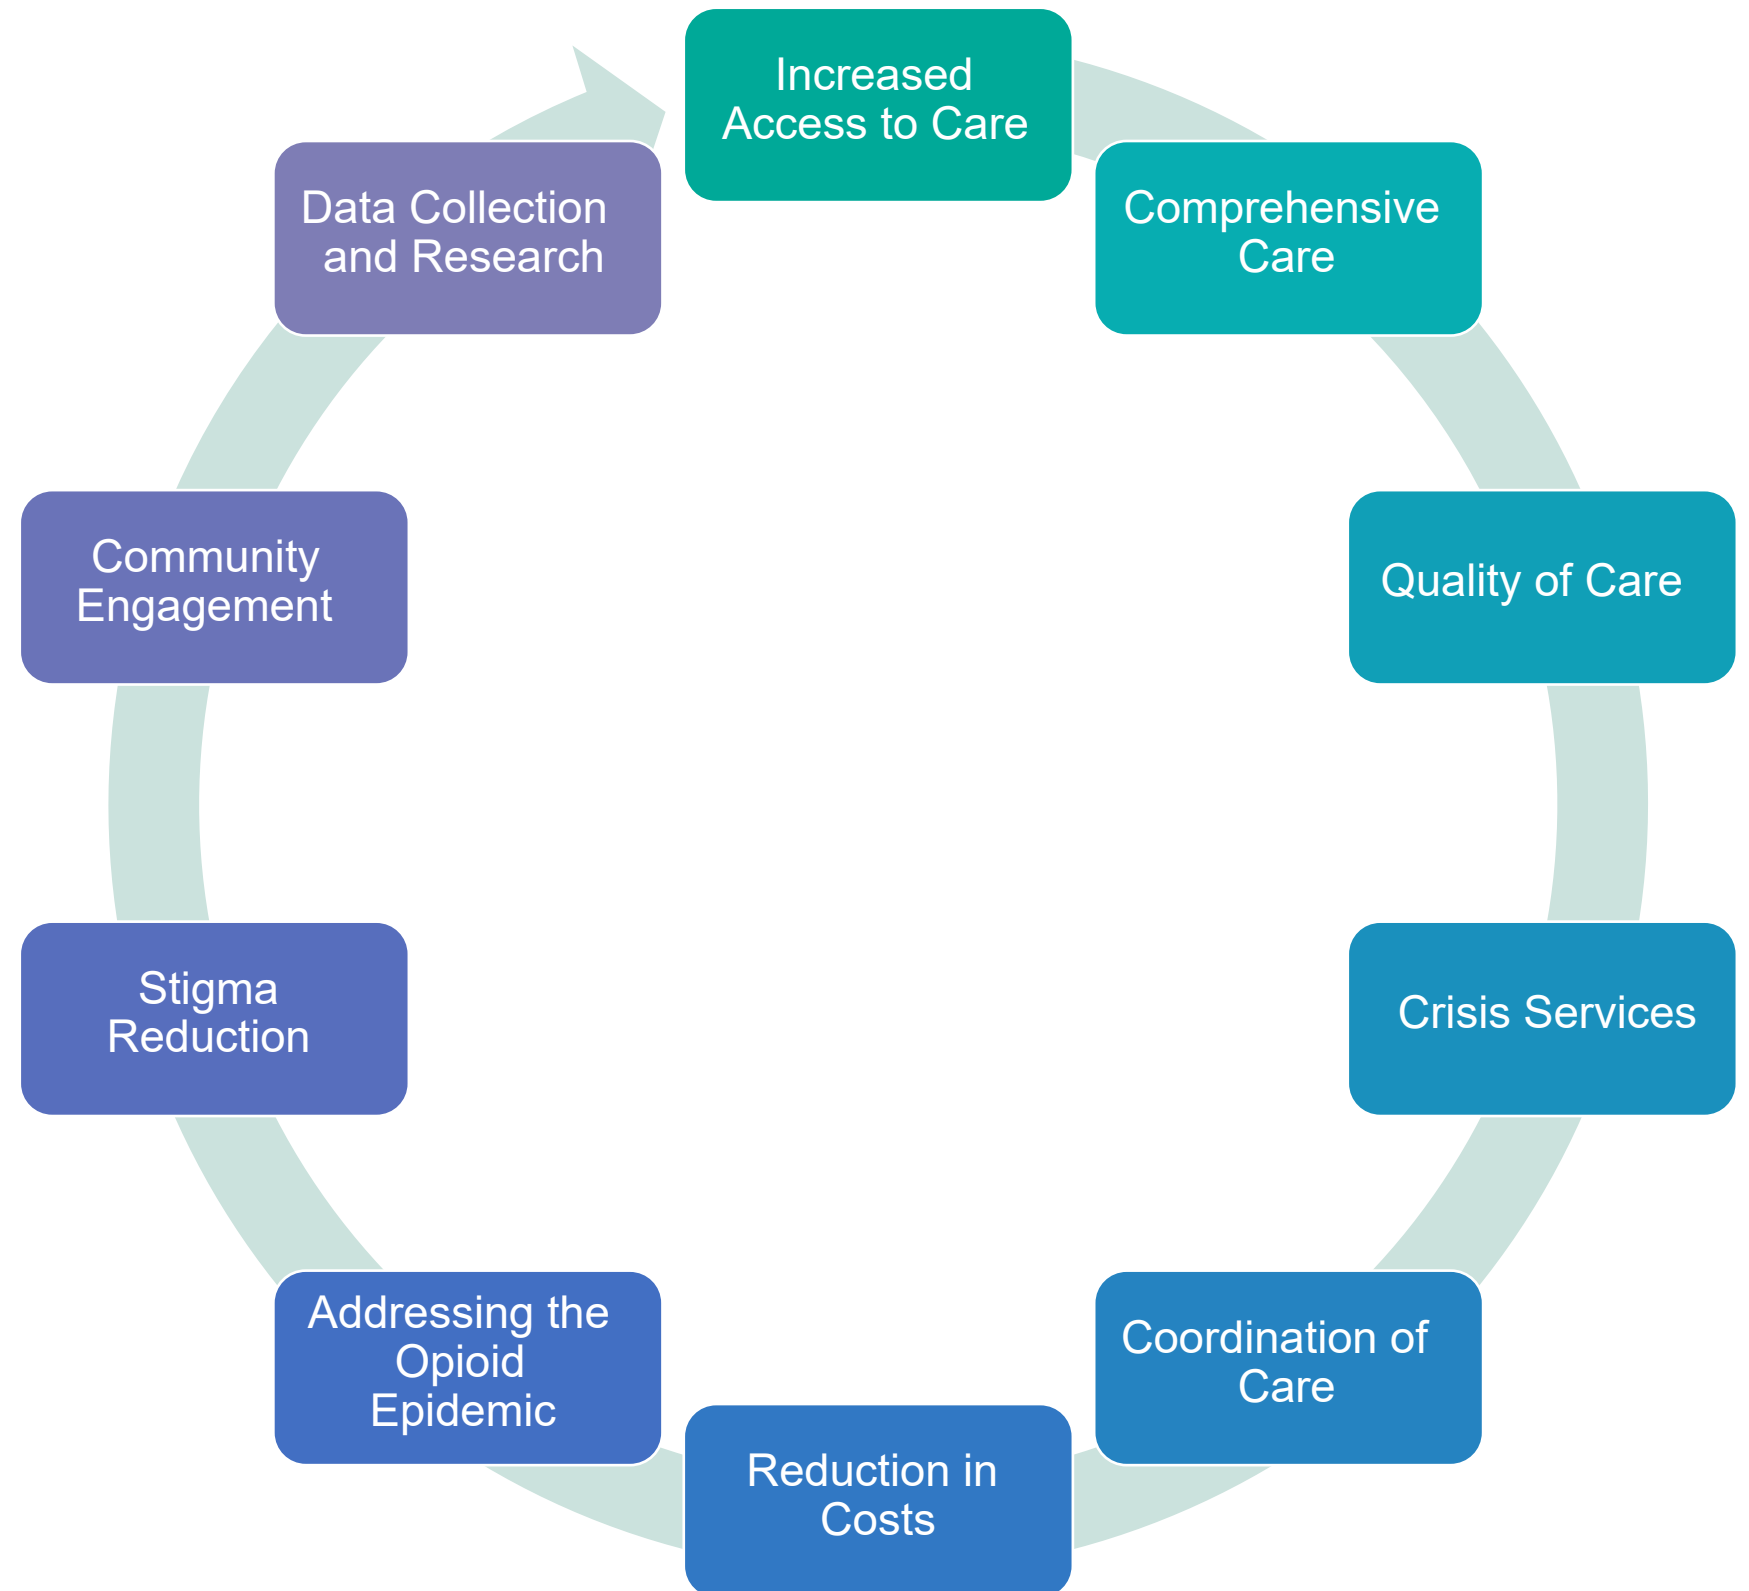 Increased
Access to Care
Comprehensive
Care
Quality of Care
Crisis Services
Coordination of
Care
Reduction in
Costs
Addressing the
Opioid
Epidemic
Stigma
Reduction
Community
Engagement
Data Collection
and Research